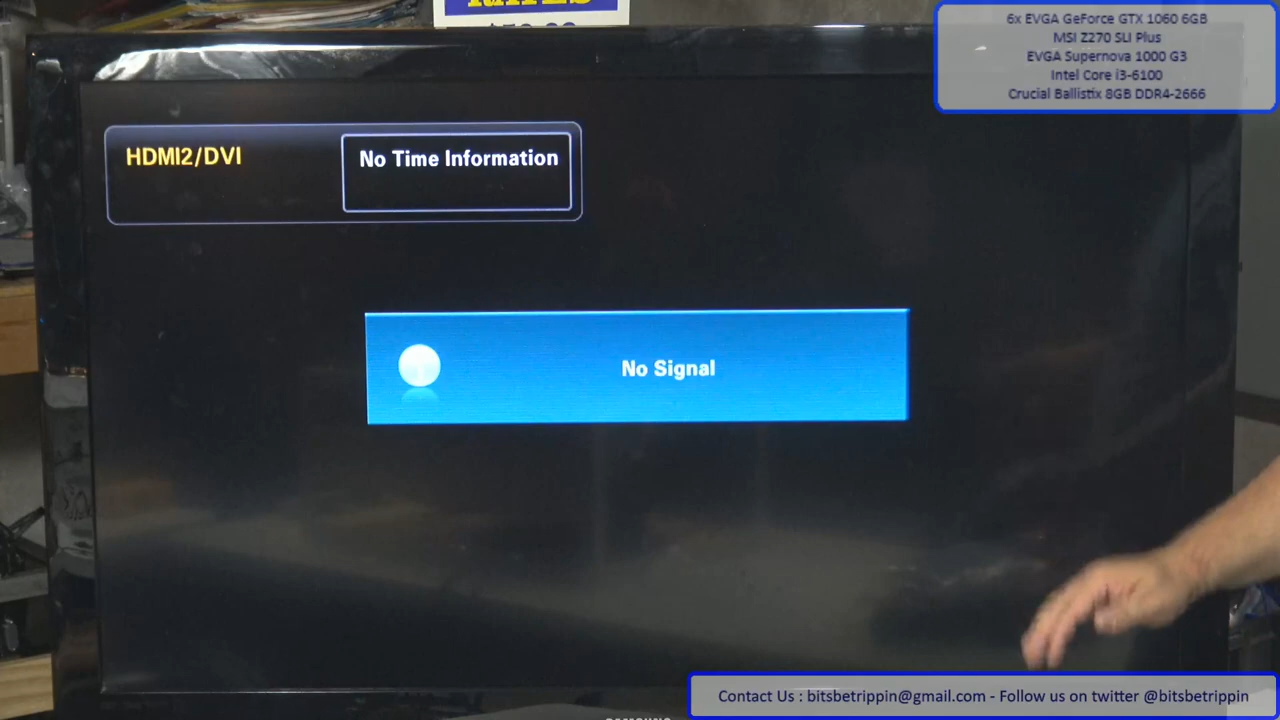 6x EVGA GeForce GTX 1060 6GB
MSI Z270 SLI Plus
EVGA Supernova 1000 G3
Intel Core i3-6100
Crucial Ballistix 8GB DDR4-2666
HDMI2/DVI
No Time Information
No Signal
Contact Us : bitsbetrippin@gmail.com - Follow us on twitter @bitsbetrippin